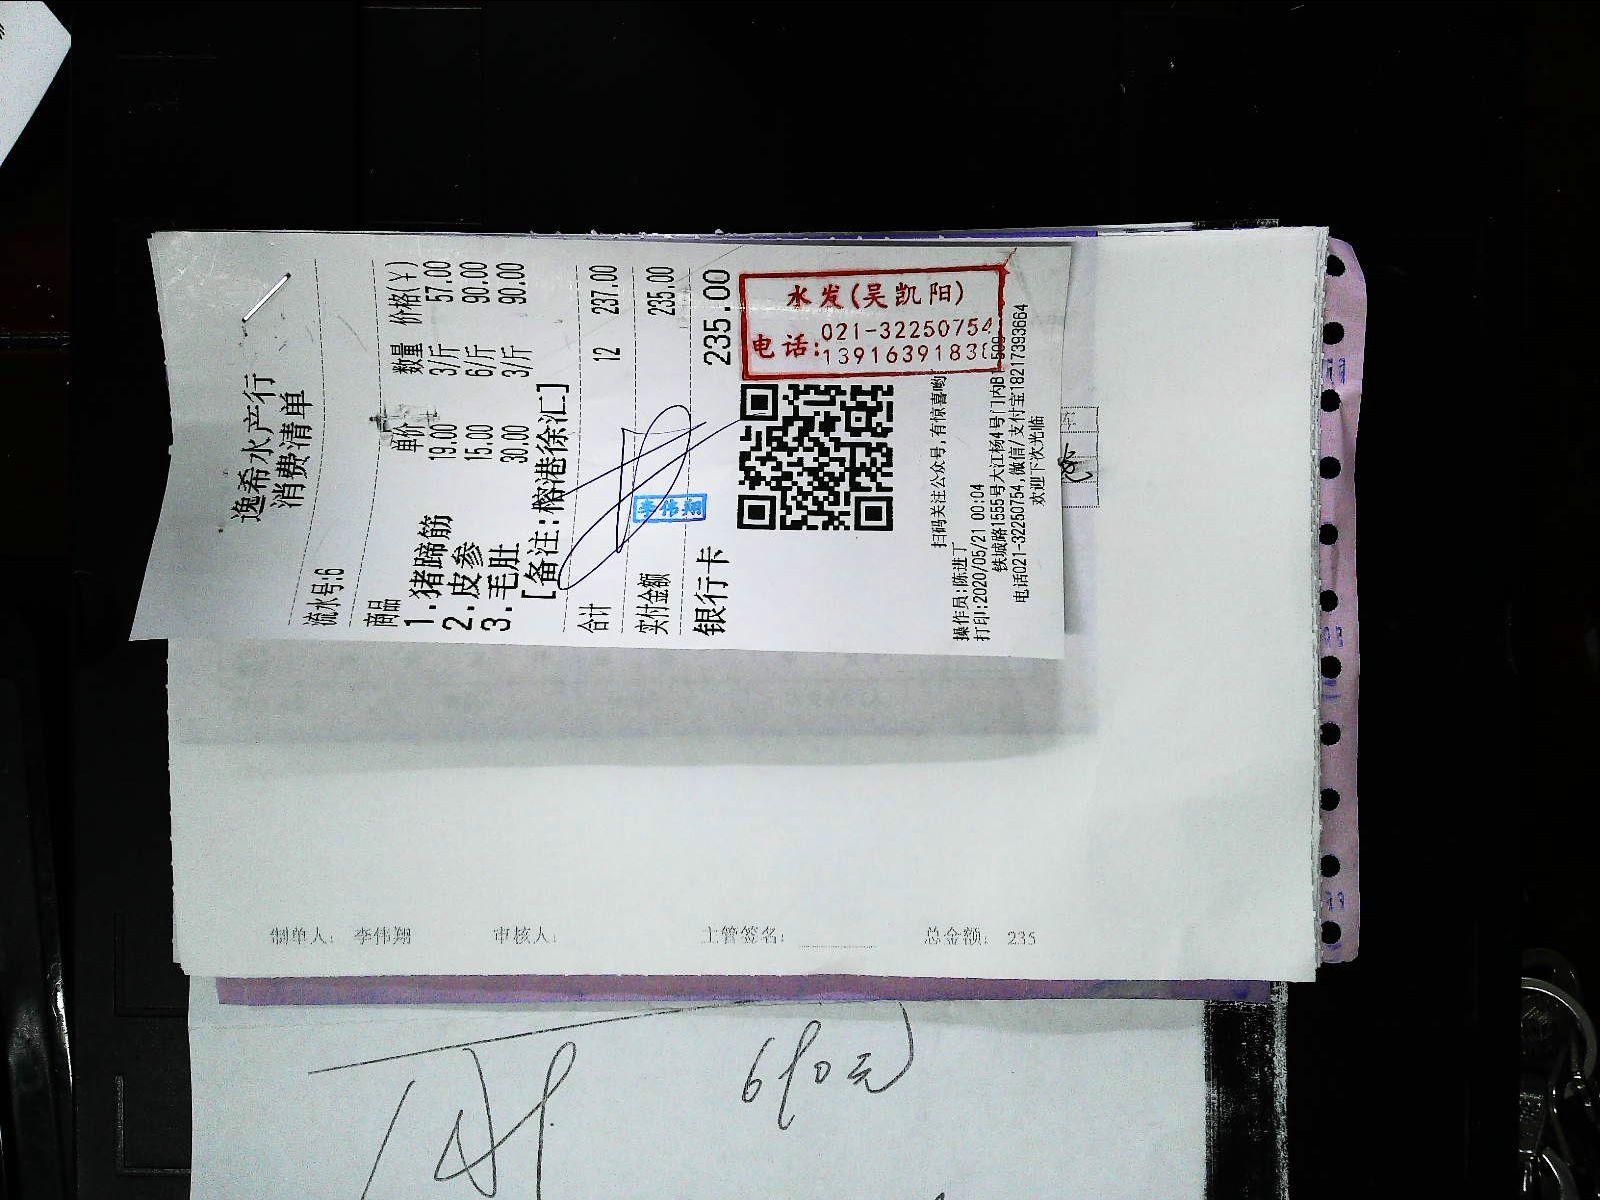 逸希水产行
消费清单
流水号:6
商品 单价 数量 价格(¥)
1.猪蹄筋 19.00 3/斤 57.00
2.皮参 15.00 6/斤 90.00
3.毛肚 30.00 3/斤 90.00
[备注:榕港徐汇]
合计 12 237.00
实付金额 235.00
银行卡 235.00
李伟翔
水发(吴凯阳)
电话:021-32250754
1391639183
扫码关注公众号,有惊喜哟
操作员:陈进丁
打印:2020/05/21 00:04
铁城路1555号大江杨4号门内B1
电话021-32250754,微信/支付宝18217393664
欢迎下次光临
制单人: 李伟翔 审核人: 主管签名: 总金额: 235